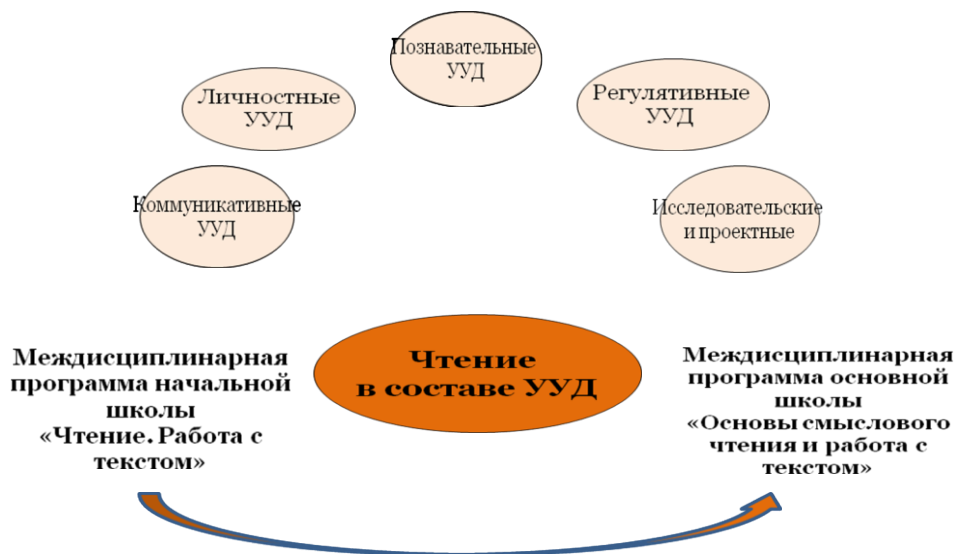 Познавательные
УУД
Личностные
УУД
Регулятивные
УУД
Коммуникативные
УУД
Исследовательские
и проектные
Чтение
в составе УУД
Междисциплинарная
программа начальной
школы
«Чтение. Работа с
текстом»
Междисциплинарная
программа основной
школы
«Основы смыслового
чтения и работа с
текстом»